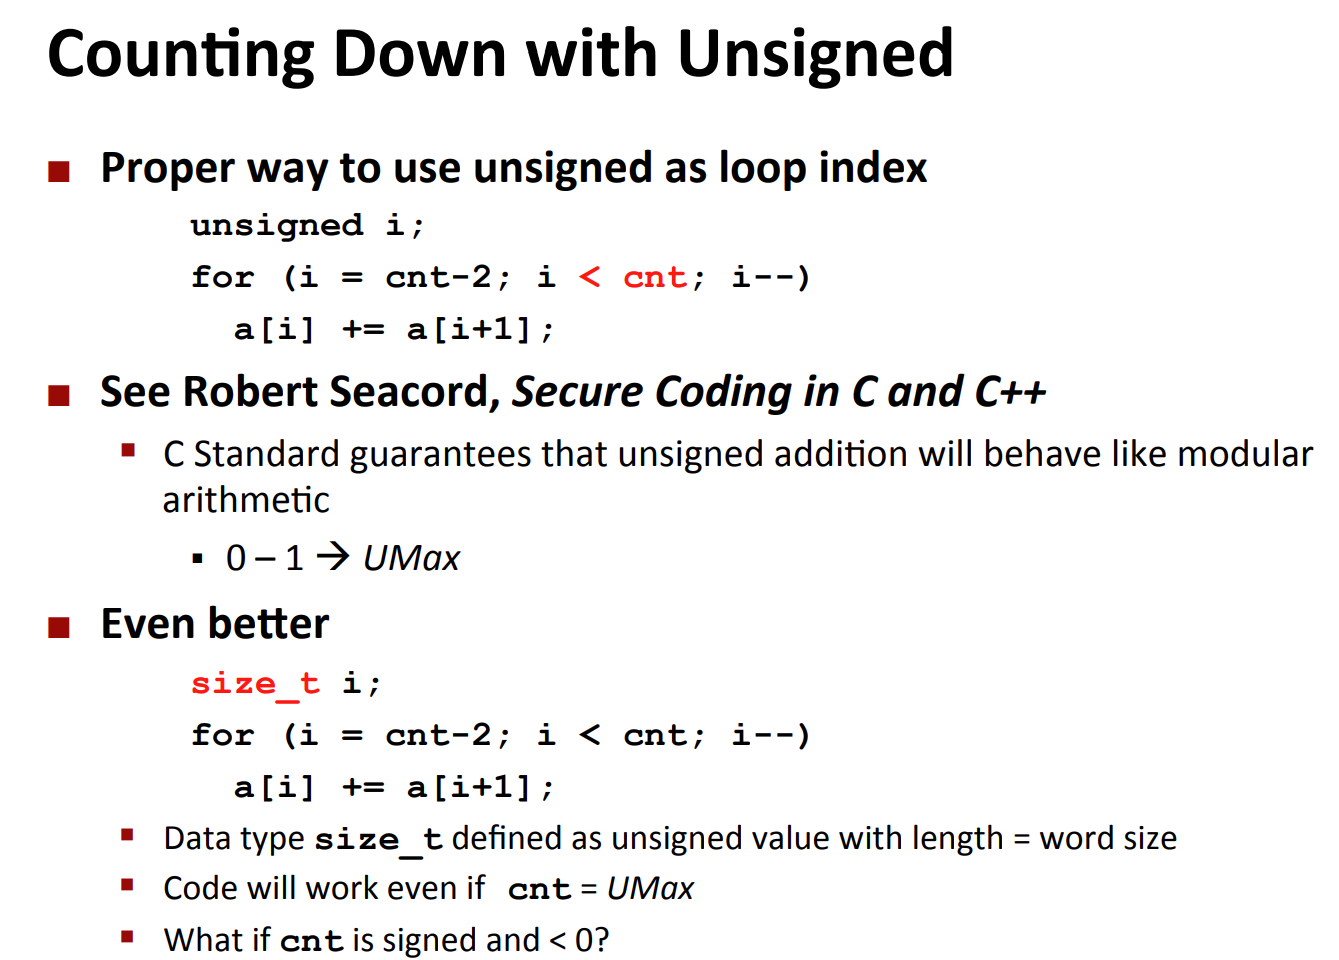 Counting Down with Unsigned
Proper way to use unsigned as loop index
unsigned i;
for (i = cnt-2; i < cnt; i--)
a[i] += a[i+1];
See Robert Seacord, Secure Coding in C and C++
C Standard guarantees that unsigned addition will behave like modular
arithmetic
0 – 1 → UMax
Even better
size_t i;
for (i = cnt-2; i < cnt; i--)
a[i] += a[i+1];
Data type size_t defined as unsigned value with length = word size
Code will work even if cnt = UMax
What if cnt is signed and < 0?